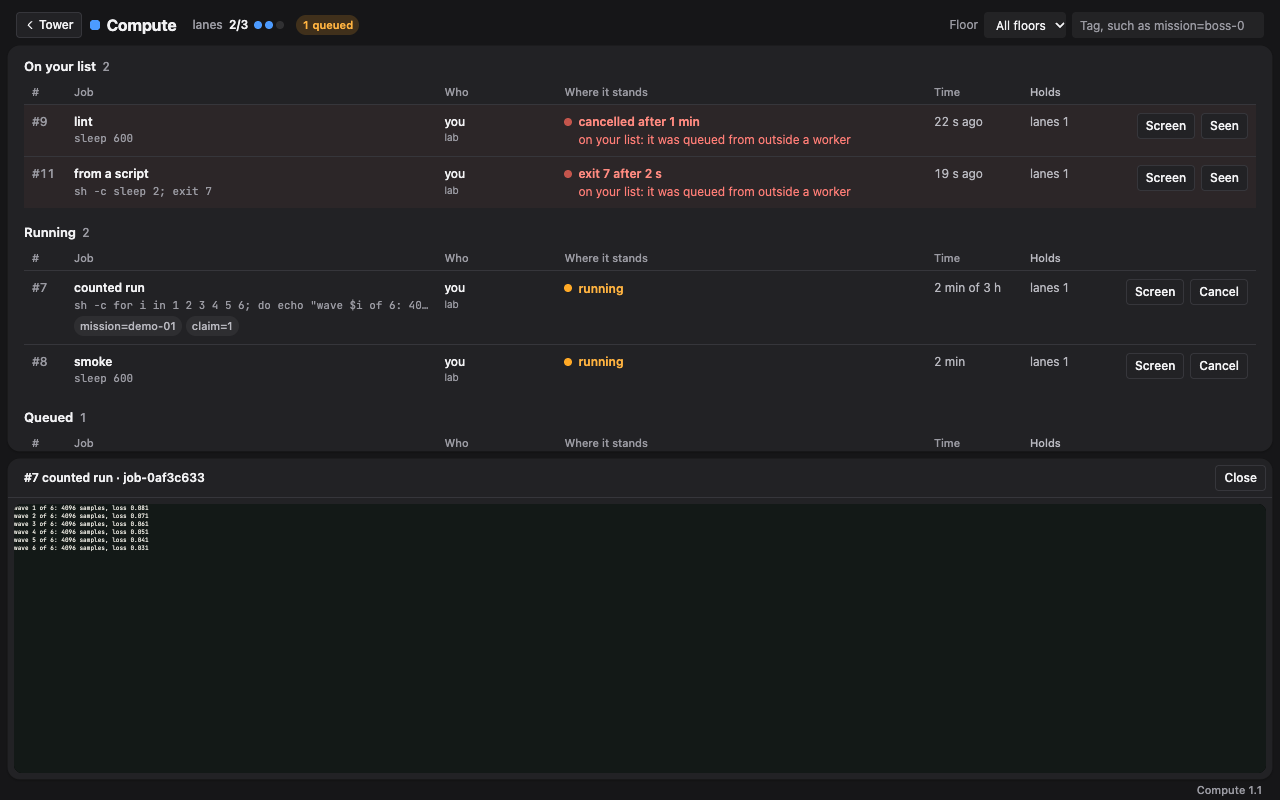 Tower
Compute
lanes 2/3
1 queued
Floor
All floors
Tag, such as mission=boss-0
On your list 2
# Job Who Where it stands Time Holds
#9 lint you cancelled after 1 min 22 s ago lanes 1 Screen Seen
sleep 600 lab on your list: it was queued from outside a worker
#11 from a script you exit 7 after 2 s 19 s ago lanes 1 Screen Seen
sh -c sleep 2; exit 7 lab on your list: it was queued from outside a worker
Running 2
# Job Who Where it stands Time Holds
#7 counted run you running 2 min of 3 h lanes 1 Screen Cancel
sh -c for i in 1 2 3 4 5 6; do echo "wave $i of 6: 40… lab
mission=demo-01 claim=1
#8 smoke you running 2 min lanes 1 Screen Cancel
sleep 600 lab
Queued 1
# Job Who Where it stands Time Holds
#7 counted run · job-0af3c633 Close
wave 1 of 6: 4096 samples, loss 0.081
wave 2 of 6: 4096 samples, loss 0.071
wave 3 of 6: 4096 samples, loss 0.061
wave 4 of 6: 4096 samples, loss 0.051
wave 5 of 6: 4096 samples, loss 0.041
wave 6 of 6: 4096 samples, loss 0.031
Compute 1.1